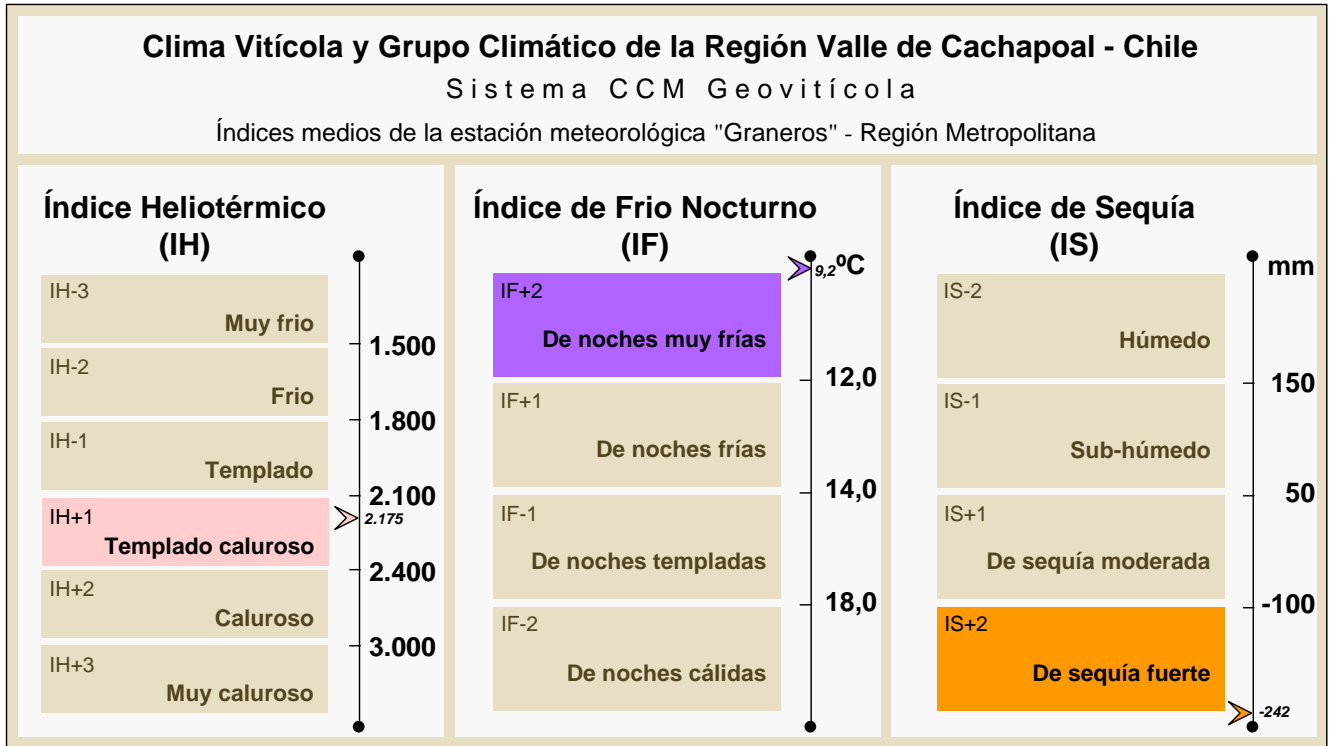 Clima Vitícola y Grupo Climático de la Región Valle de Cachapoal - Chile
Sistema CCM Geovitícola
Índices medios de la estación meteorológica "Graneros" - Región Metropolitana
Índice Heliotérmico
(IH)
IH-3
Muy frio
1.500
IH-2
Frio
1.800
IH-1
Templado
2.100
IH+1
2.175
Templado caluroso
2.400
IH+2
Caluroso
3.000
IH+3
Muy caluroso
Índice de Frio Nocturno
(IF)
9,2ºC
IF+2
De noches muy frías
12,0
IF+1
De noches frías
14,0
IF-1
De noches templadas
18,0
IF-2
De noches cálidas
Índice de Sequía
(IS)
mm
IS-2
Húmedo
150
IS-1
Sub-húmedo
50
IS+1
De sequía moderada
-100
IS+2
De sequía fuerte
-242